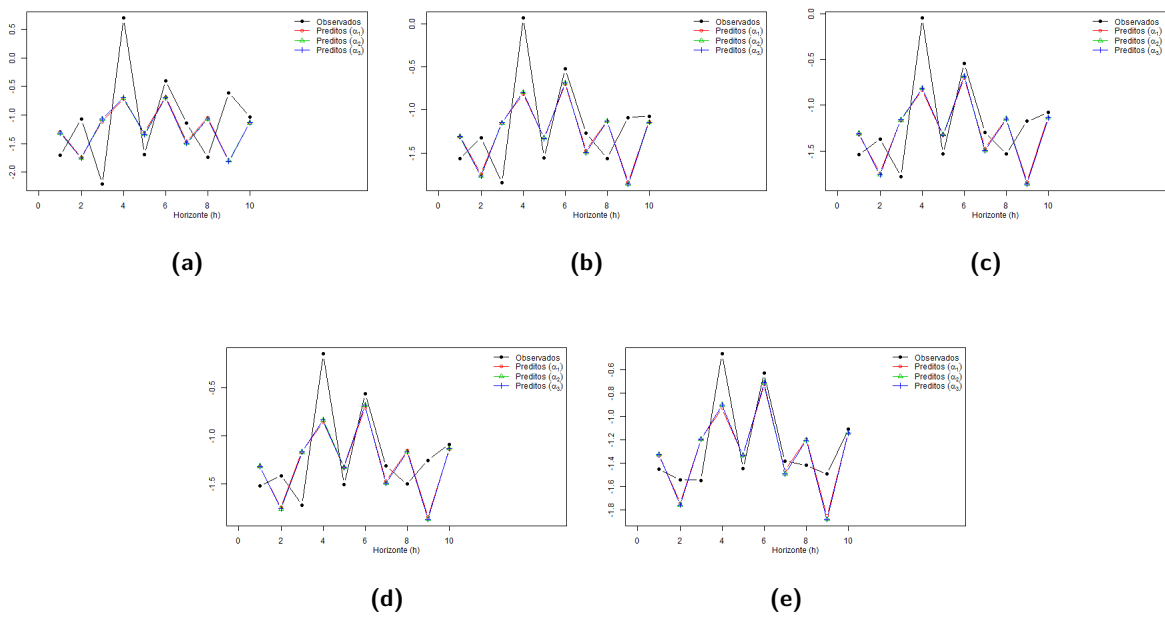 0.5
0.0
-0.5
-1.0
-1.5
-2.0
0 2 4 6 8 10
Horizonte (h)
Observados
Preditos (α₁)
Preditos (α₂)
Preditos (α₃)
(a)
0.0
-0.5
-1.0
-1.5
0 2 4 6 8 10
Horizonte (h)
Observados
Preditos (α₁)
Preditos (α₂)
Preditos (α₃)
(b)
0.0
-0.5
-1.0
-1.5
0 2 4 6 8 10
Horizonte (h)
Observados
Preditos (α₁)
Preditos (α₂)
Preditos (α₃)
(c)
-0.5
-1.0
-1.5
0 2 4 6 8 10
Horizonte (h)
Observados
Preditos (α₁)
Preditos (α₂)
Preditos (α₃)
(d)
-0.6
-0.8
-1.0
-1.2
-1.4
-1.6
-1.8
0 2 4 6 8 10
Horizonte (h)
Observados
Preditos (α₁)
Preditos (α₂)
Preditos (α₃)
(e)